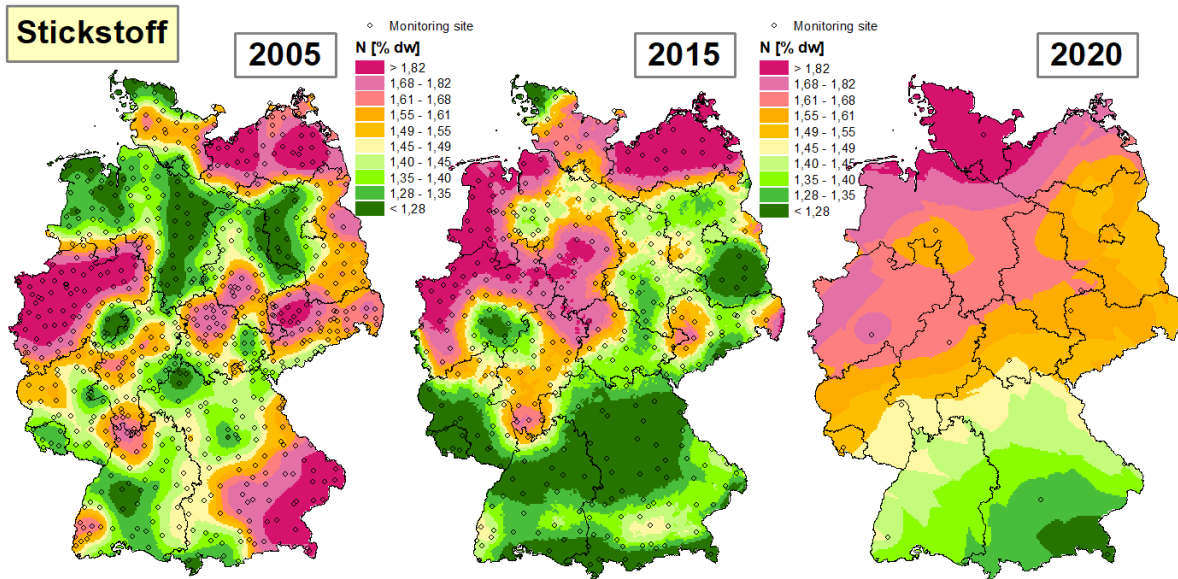 Stickstoff
2005
Monitoring site
N [% dw]
> 1,82
1,68 - 1,82
1,61 - 1,68
1,55 - 1,61
1,49 - 1,55
1,45 - 1,49
1,40 - 1,45
1,35 - 1,40
1,28 - 1,35
< 1,28
2015
Monitoring site
N [% dw]
> 1,82
1,68 - 1,82
1,61 - 1,68
1,55 - 1,61
1,49 - 1,55
1,45 - 1,49
1,40 - 1,45
1,35 - 1,40
1,28 - 1,35
< 1,28
2020